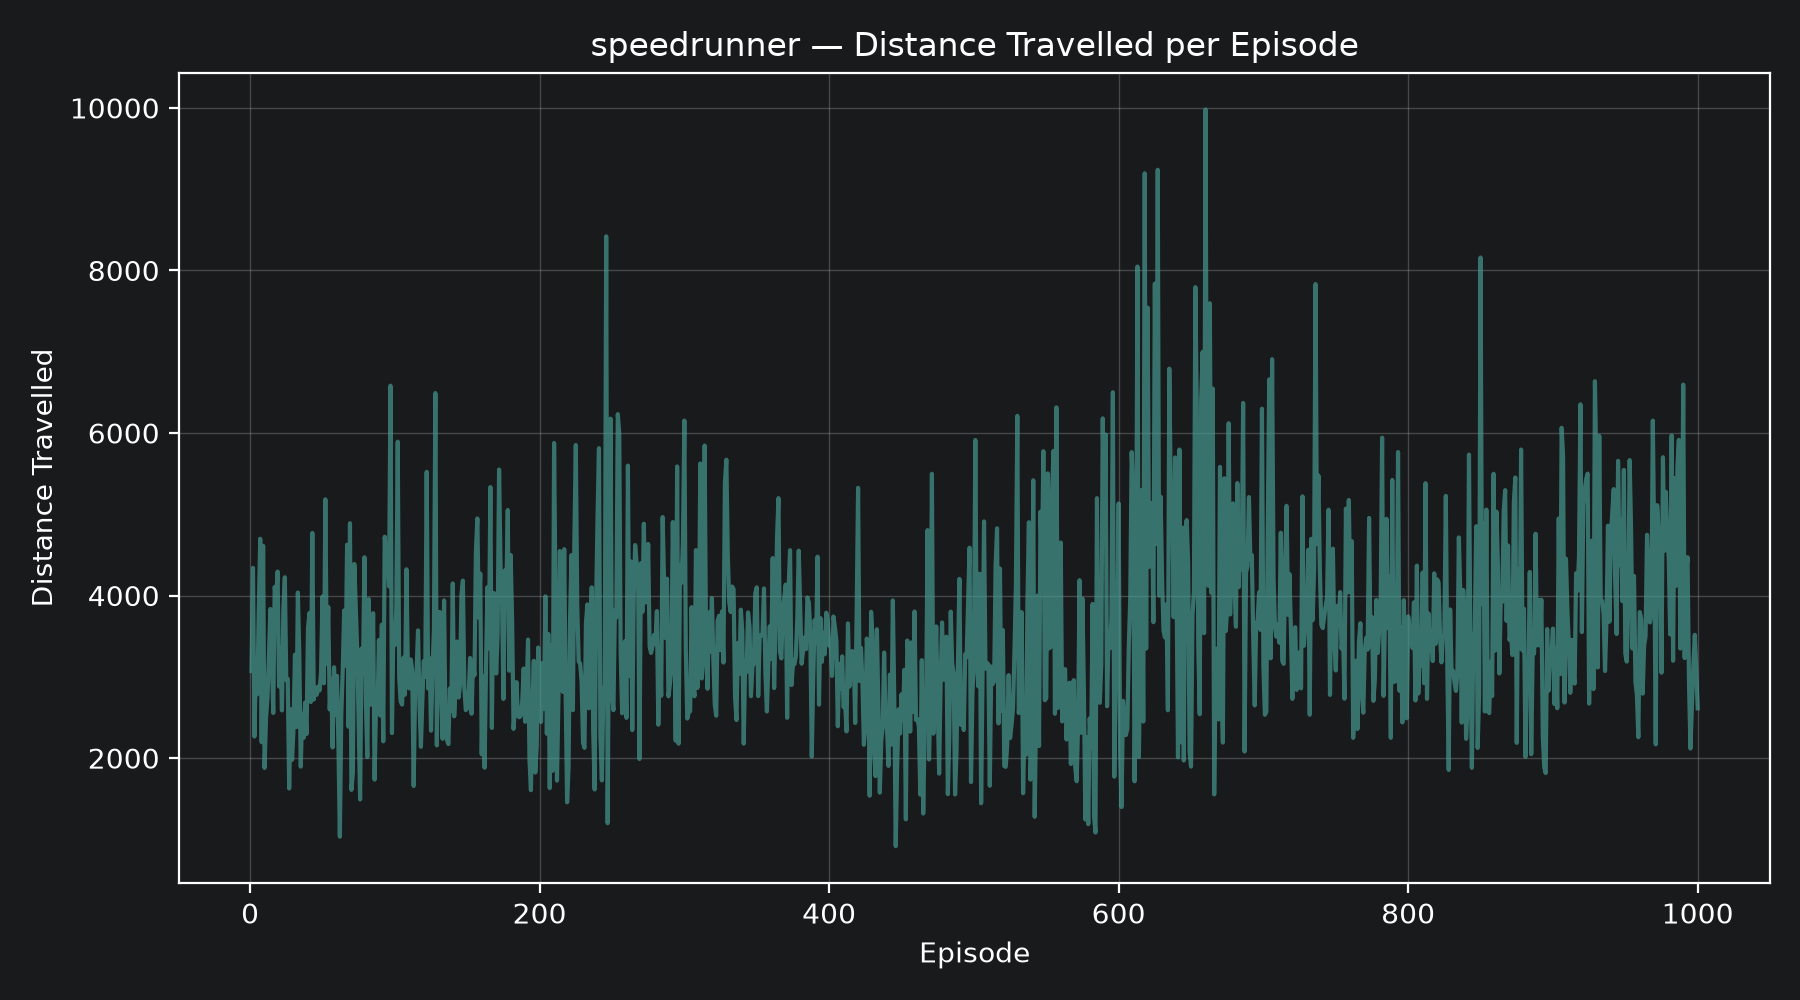 speedrunner — Distance Travelled per Episode
10000
8000
6000
4000
2000
Distance Travelled
0 200 400 600 800 1000
Episode